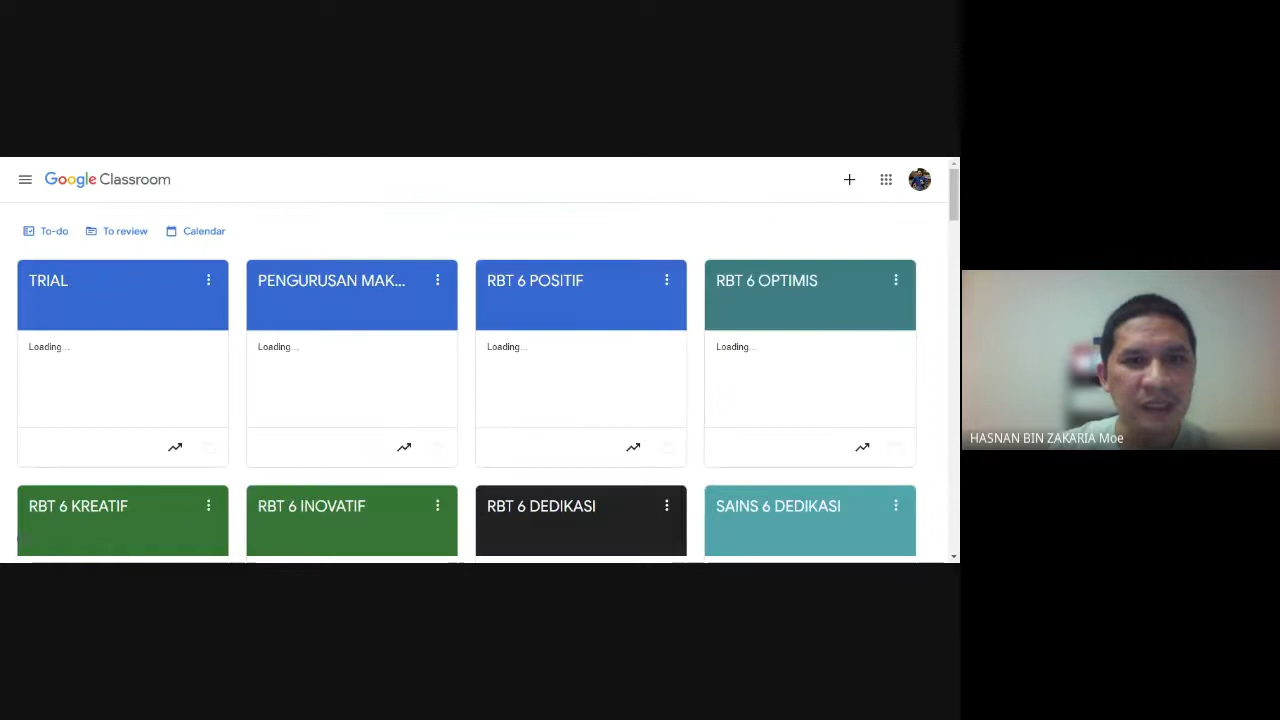 Google Classroom
To-do To review Calendar
TRIAL PENGURUSAN MAK... RBT 6 POSITIF RBT 6 OPTIMIS
Loading... Loading... Loading... Loading...
RBT 6 KREATIF RBT 6 INOVATIF RBT 6 DEDIKASI SAINS 6 DEDIKASI
HASNAN BIN ZAKARIA Moe